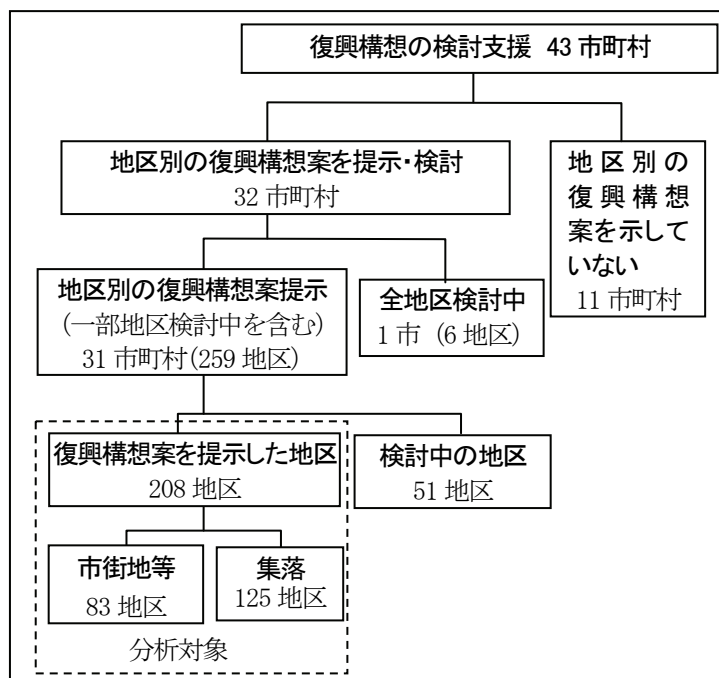 復興構想の検討支援 43 市町村
地区別の復興構想案を提示・検討
32 市町村
地区別の
復興構想
案を示して
いない
11 市町村
地区別の復興構想案提示
(一部地区検討中を含む)
31 市町村(259 地区)
全地区検討中
1 市 (6 地区)
復興構想案を提示した地区
208 地区
検討中の地区
51 地区
市街地等
83 地区
集落
125 地区
分析対象